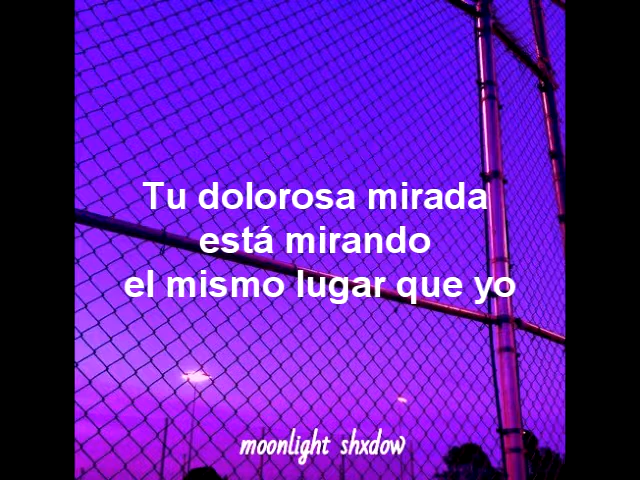 Tu dolorosa mirada
está mirando
el mismo lugar que yo
moonlight shxdow